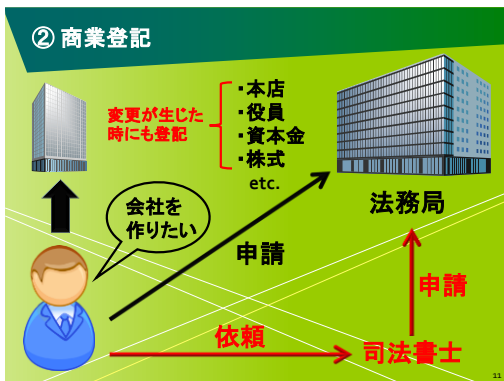 ② 商業登記
変更が生じた
時にも登記
・本店
・役員
・資本金
・株式
etc.
法務局
会社を
作りたい
申請
申請
依頼
司法書士
11